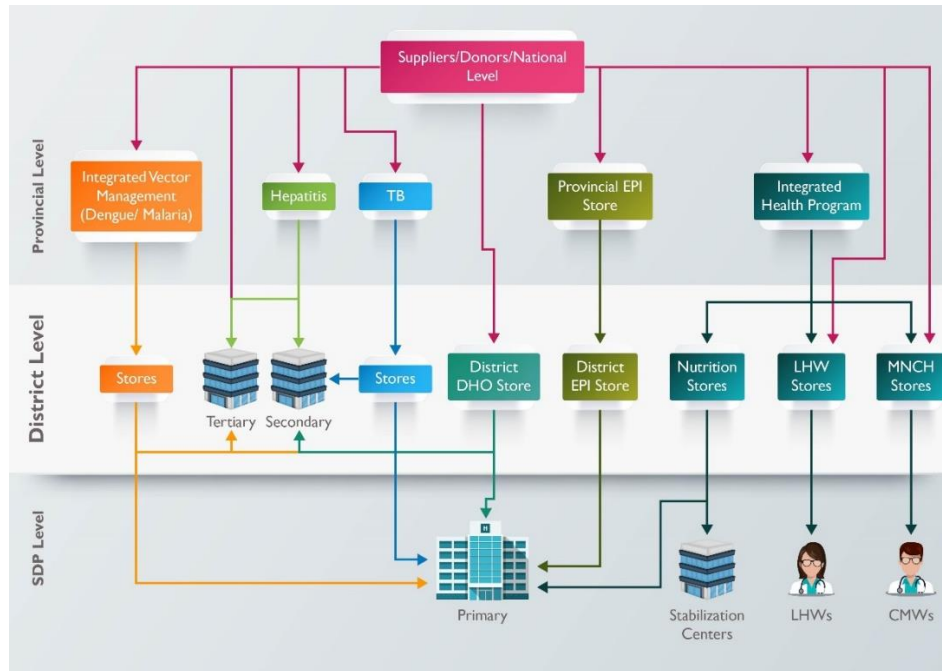 Suppliers/Donors/National
Level
Provincial Level
Integrated Vector
Management
(Dengue/ Malaria)
Hepatitis
TB
Provincial EPI
Store
Integrated
Health Program
District Level
Stores
Tertiary
Secondary
Stores
District
DHO Store
District
EPI Store
Nutrition
Stores
LHW
Stores
MNCH
Stores
SDP Level
H
Primary
Stabilization
Centers
LHWs
CMWs